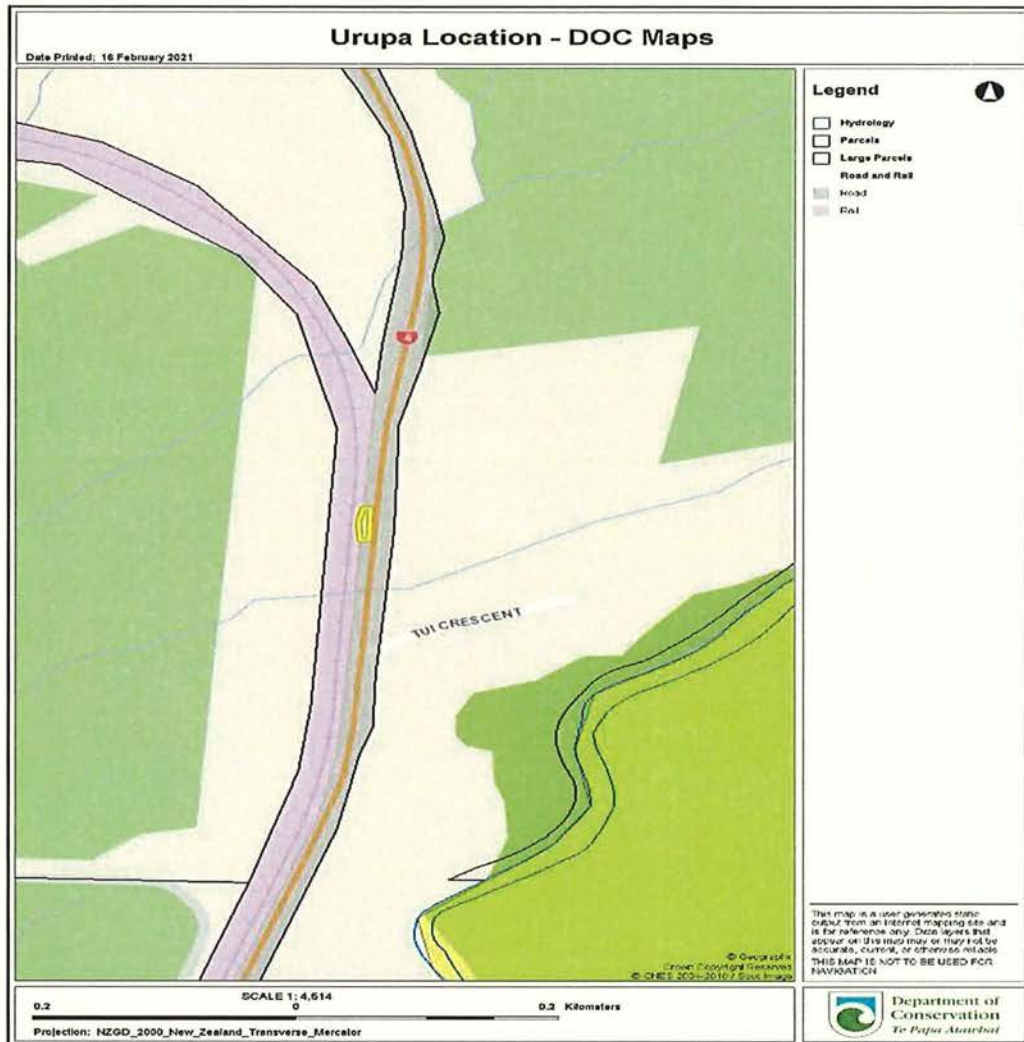 Urupa Location - DOC Maps
Date Printed: 16 February 2021
Legend
Hydrology
Parcels
Large Parcels
Road and Rail
Road
Rail
4
TUI CRESCENT
This map is a user generated static
output from an Internet mapping site and
is for reference only. Data layers that
appear on this map may or may not be
accurate, current, or otherwise reliable.
THIS MAP IS NOT TO BE USED FOR
NAVIGATION
Crown Copyright Reserved
SCALE 1: 4,514
0.2
0
0.2 Kilometers
Projection: NZGD_2000_New_Zealand_Transverse_Mercator
Department of
Conservation
Te Papa Atawhai